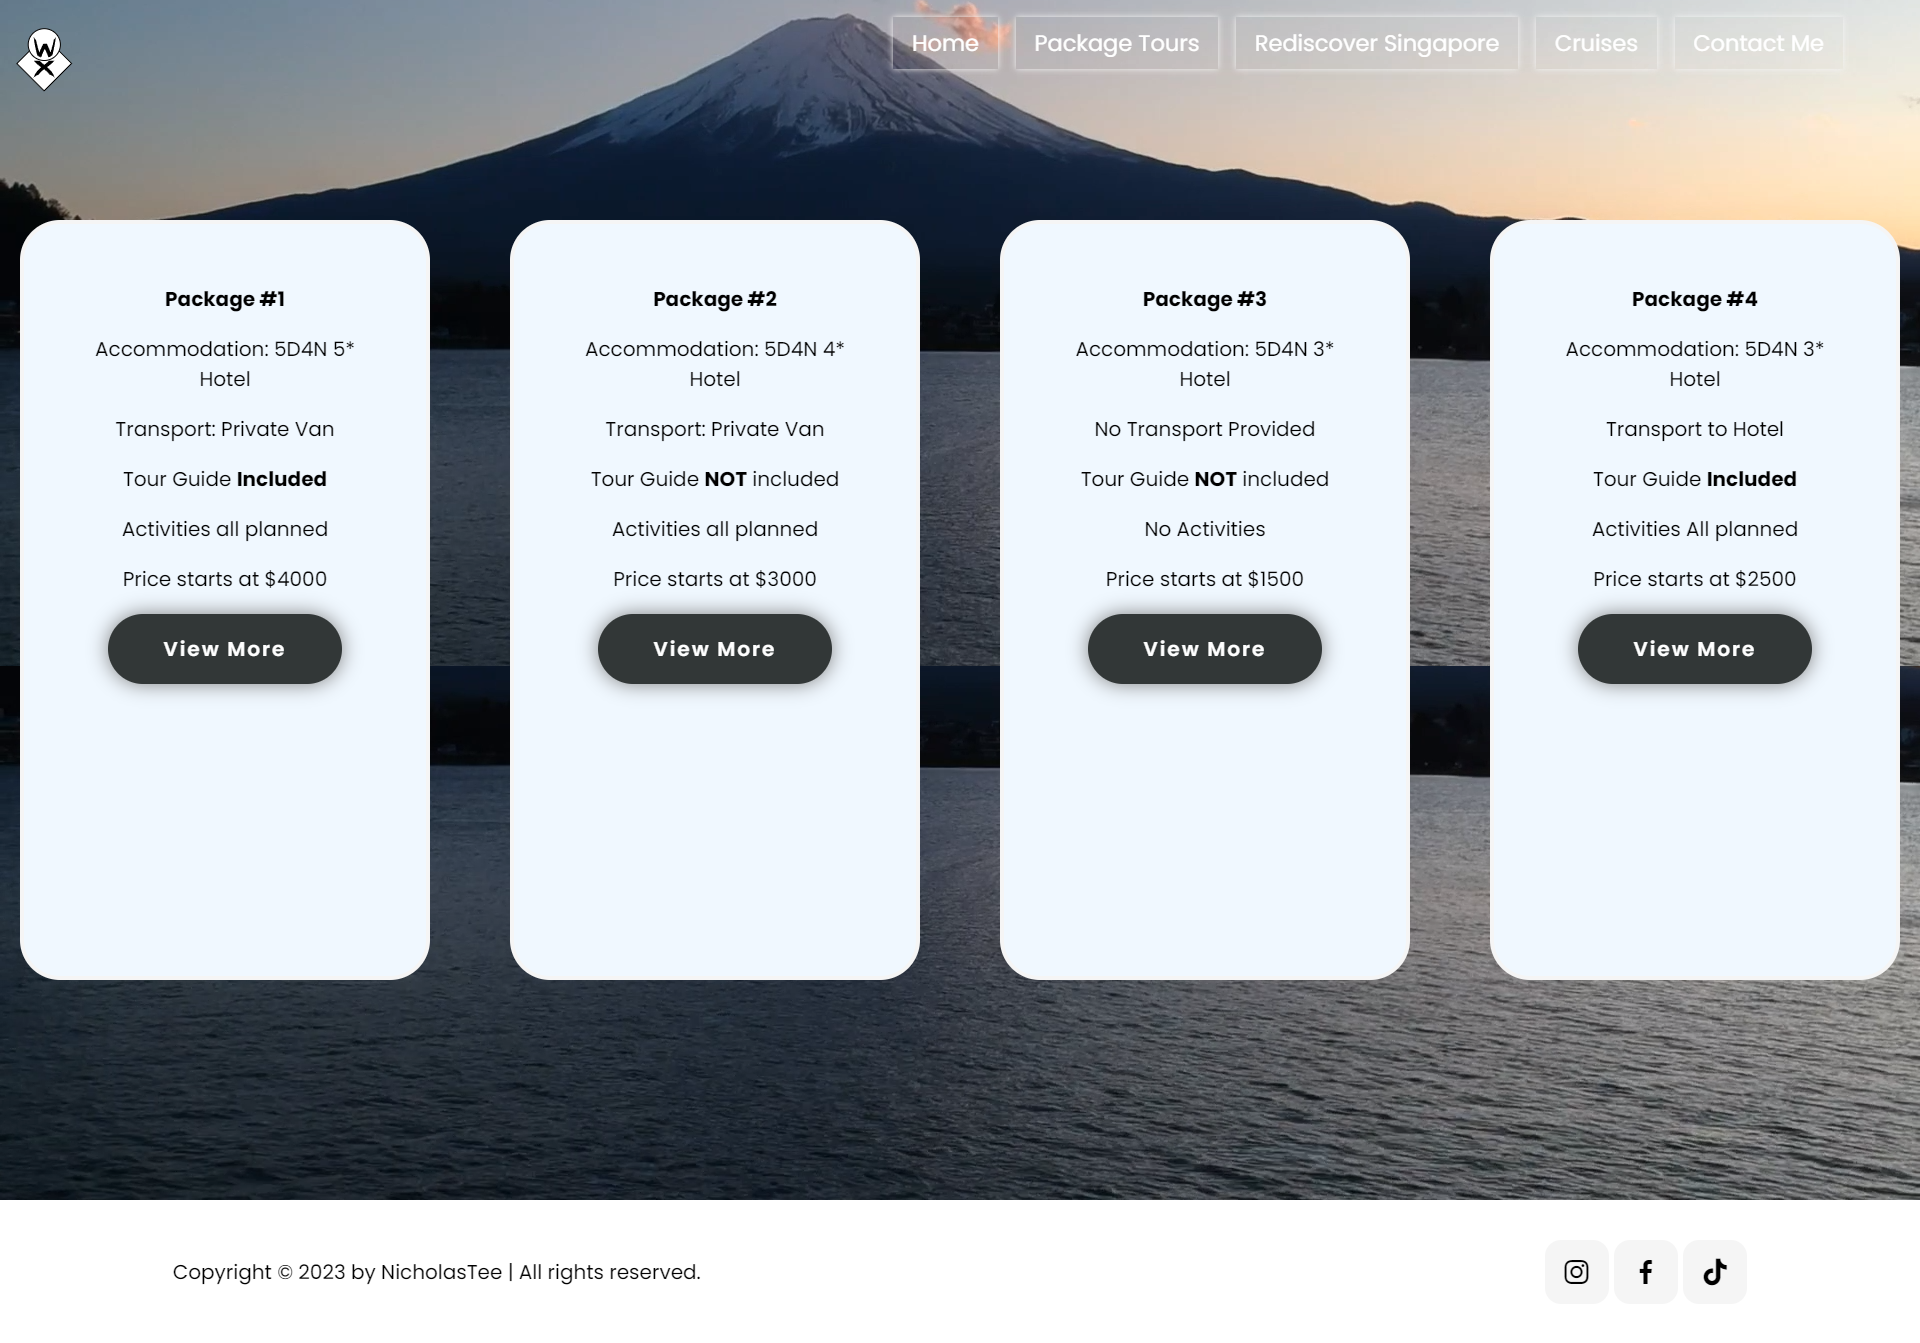 W
X
Home
Package Tours
Rediscover Singapore
Cruises
Contact Me
Package #1
Accommodation: 5D4N 5*
Hotel
Transport: Private Van
Tour Guide Included
Activities all planned
Price starts at $4000
View More
Package #2
Accommodation: 5D4N 4*
Hotel
Transport: Private Van
Tour Guide NOT included
Activities all planned
Price starts at $3000
View More
Package #3
Accommodation: 5D4N 3*
Hotel
No Transport Provided
Tour Guide NOT included
No Activities
Price starts at $1500
View More
Package #4
Accommodation: 5D4N 3*
Hotel
Transport to Hotel
Tour Guide Included
Activities All planned
Price starts at $2500
View More
Copyright © 2023 by NicholasTee | All rights reserved.